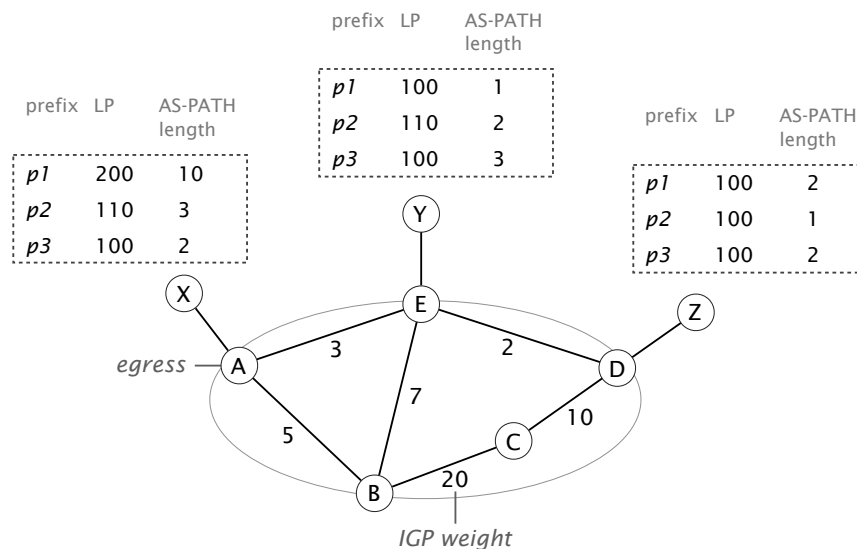 prefix LP AS-PATH length
p1 100 1
p2 110 2
p3 100 3
prefix LP AS-PATH length
p1 200 10
p2 110 3
p3 100 2
prefix LP AS-PATH length
p1 100 2
p2 100 1
p3 100 2
Y
X
E
Z
3
2
egress
A
D
7
10
5
C
B
20
IGP weight